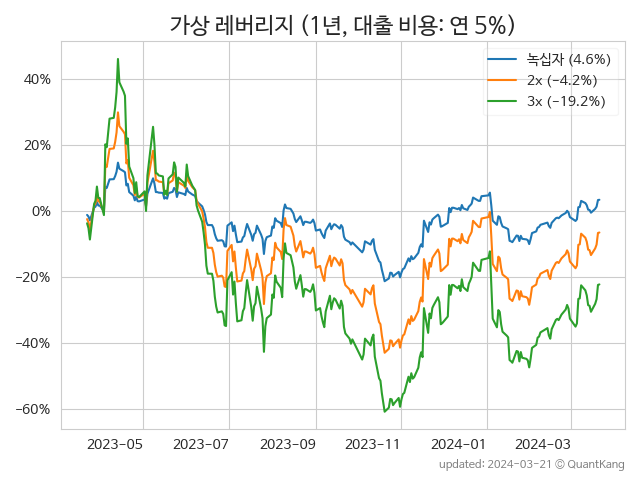 가상 레버리지 (1년, 대출 비용: 연 5%)
녹십자 (4.6%)
2x (−4.2%)
3x (−19.2%)
40%
20%
0%
−20%
−40%
−60%
2023-05 2023-07 2023-09 2023-11 2024-01 2024-03
updated: 2024-03-21 © QuantKang